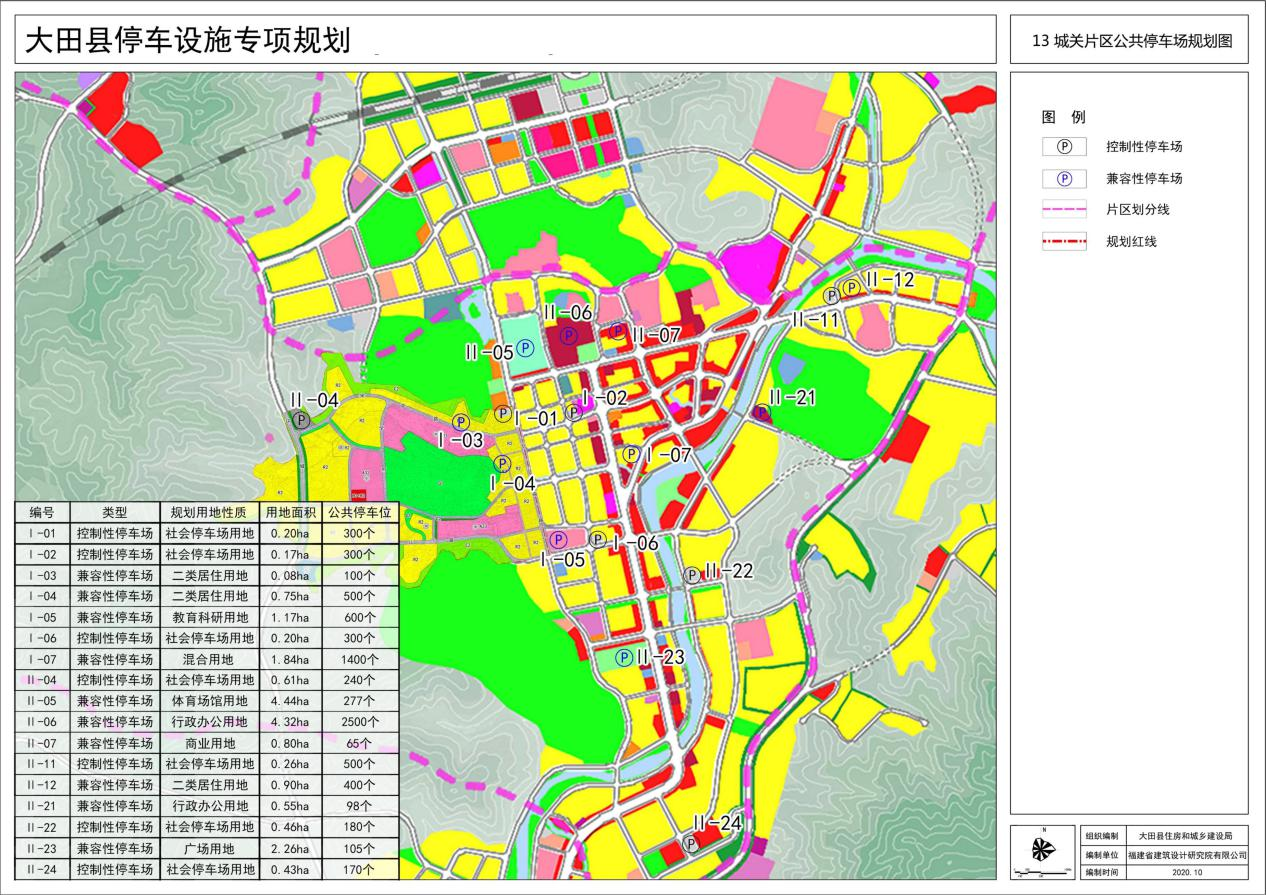 大田县停车设施专项规划
13 城关片区公共停车场规划图
图 例
P 控制性停车场
P 兼容性停车场
片区划分线
规划红线
II-12
II-11
II-06
II-07
II-05
II-04
I-02
II-21
I-01
I-03
I-07
I-04
I-06
I-05
II-22
II-23
II-24
编号 类型 规划用地性质 用地面积 公共停车位
I-01 控制性停车场 社会停车场用地 0.20ha 300个
I-02 控制性停车场 社会停车场用地 0.17ha 300个
I-03 兼容性停车场 二类居住用地 0.08ha 100个
I-04 兼容性停车场 二类居住用地 0.75ha 500个
I-05 兼容性停车场 教育科研用地 1.17ha 600个
I-06 控制性停车场 社会停车场用地 0.20ha 300个
I-07 兼容性停车场 混合用地 1.84ha 1400个
II-04 控制性停车场 社会停车场用地 0.61ha 240个
II-05 兼容性停车场 体育场馆用地 4.44ha 277个
II-06 兼容性停车场 行政办公用地 4.32ha 2500个
II-07 兼容性停车场 商业用地 0.80ha 65个
II-11 控制性停车场 社会停车场用地 0.26ha 500个
II-12 兼容性停车场 二类居住用地 0.90ha 400个
II-21 兼容性停车场 行政办公用地 0.55ha 98个
II-22 控制性停车场 社会停车场用地 0.46ha 180个
II-23 兼容性停车场 广场用地 2.26ha 105个
II-24 控制性停车场 社会停车场用地 0.43ha 170个
N
组织编制 大田县住房和城乡建设局
编制单位 福建省建筑设计研究院有限公司
编制时间 2020.10